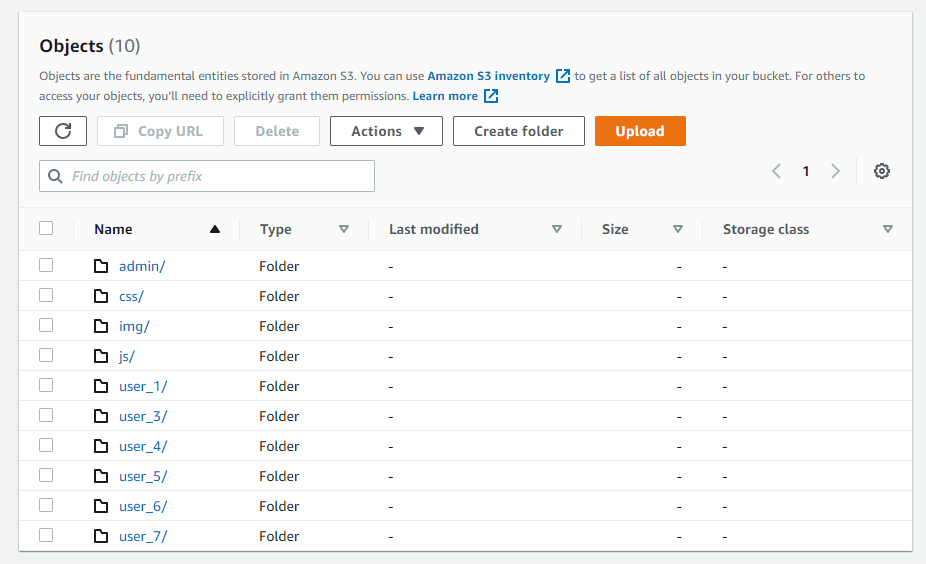 Objects (10)
Objects are the fundamental entities stored in Amazon S3. You can use Amazon S3 inventory to get a list of all objects in your bucket. For others to
access your objects, you'll need to explicitly grant them permissions. Learn more
Copy URL Delete Actions Create folder Upload
Find objects by prefix 1
Name Type Last modified Size Storage class
admin/ Folder - - -
css/ Folder - - -
img/ Folder - - -
js/ Folder - - -
user_1/ Folder - - -
user_3/ Folder - - -
user_4/ Folder - - -
user_5/ Folder - - -
user_6/ Folder - - -
user_7/ Folder - - -